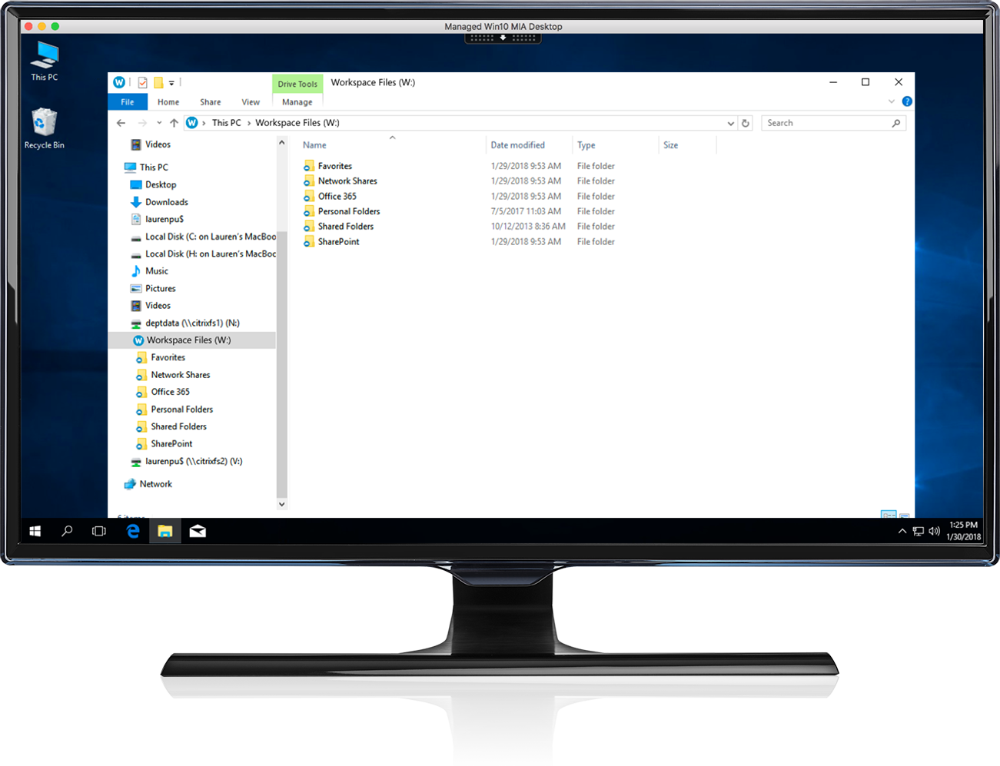 Managed Win10 MIA Desktop
This PC
Recycle Bin
W
Drive Tools
Workspace Files (W:)
File
Home
Share
View
Manage
?
W › This PC › Workspace Files (W:)
Search
Videos
This PC
Desktop
Downloads
laurenpu$
Local Disk (C: on Lauren's MacBoo
Local Disk (H: on Lauren's MacBoc
Music
Pictures
Videos
deptdata (\\citrixfs1) (N:)
W Workspace Files (W:)
Favorites
Network Shares
Office 365
Personal Folders
Shared Folders
SharePoint
laurenpu$ (\\citrixfs2) (V:)
Network
Name Date modified Type Size
Favorites 1/29/2018 9:53 AM File folder
Network Shares 1/29/2018 9:53 AM File folder
Office 365 1/29/2018 9:53 AM File folder
Personal Folders 7/5/2017 11:03 AM File folder
Shared Folders 10/12/2013 8:36 AM File folder
SharePoint 1/29/2018 9:53 AM File folder
6 items
1:25 PM
1/30/2018